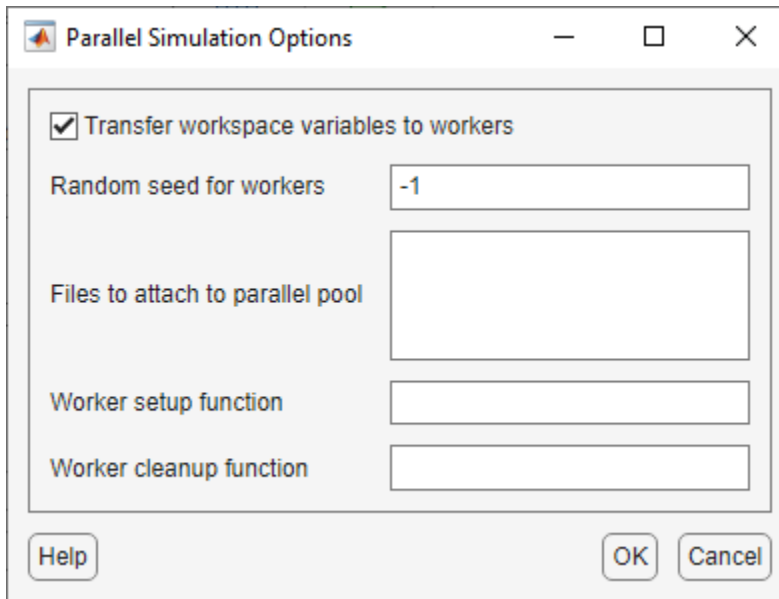 Parallel Simulation Options
Transfer workspace variables to workers
Random seed for workers -1
Files to attach to parallel pool
Worker setup function
Worker cleanup function
Help OK Cancel